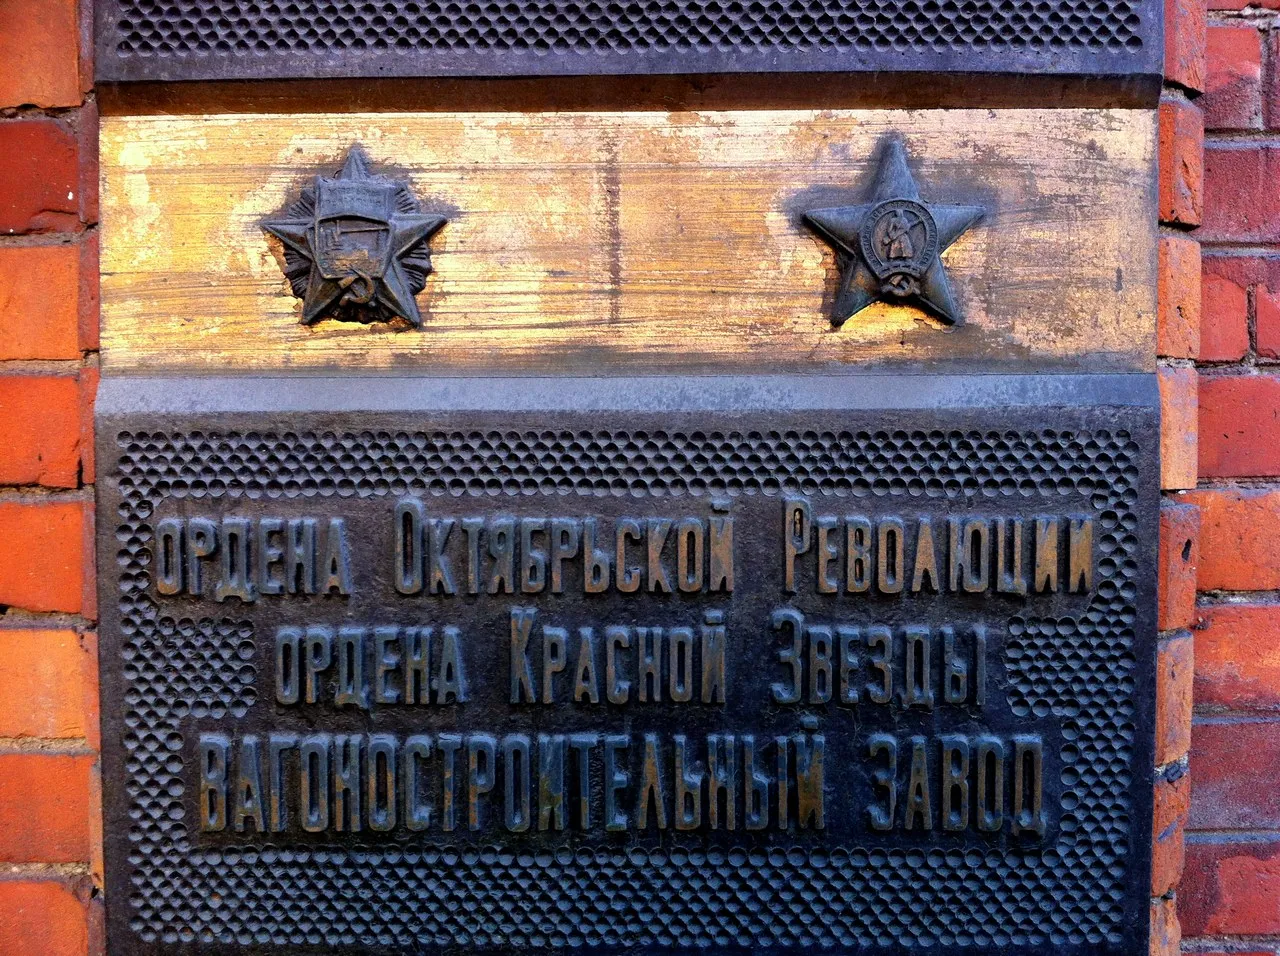 ОРДЕНА ОКТЯБРЬСКОЙ РЕВОЛЮЦИИ
ОРДЕНА КРАСНОЙ ЗВЕЗДЫ
ВАГОНОСТРОИТЕЛЬНЫЙ ЗАВОД